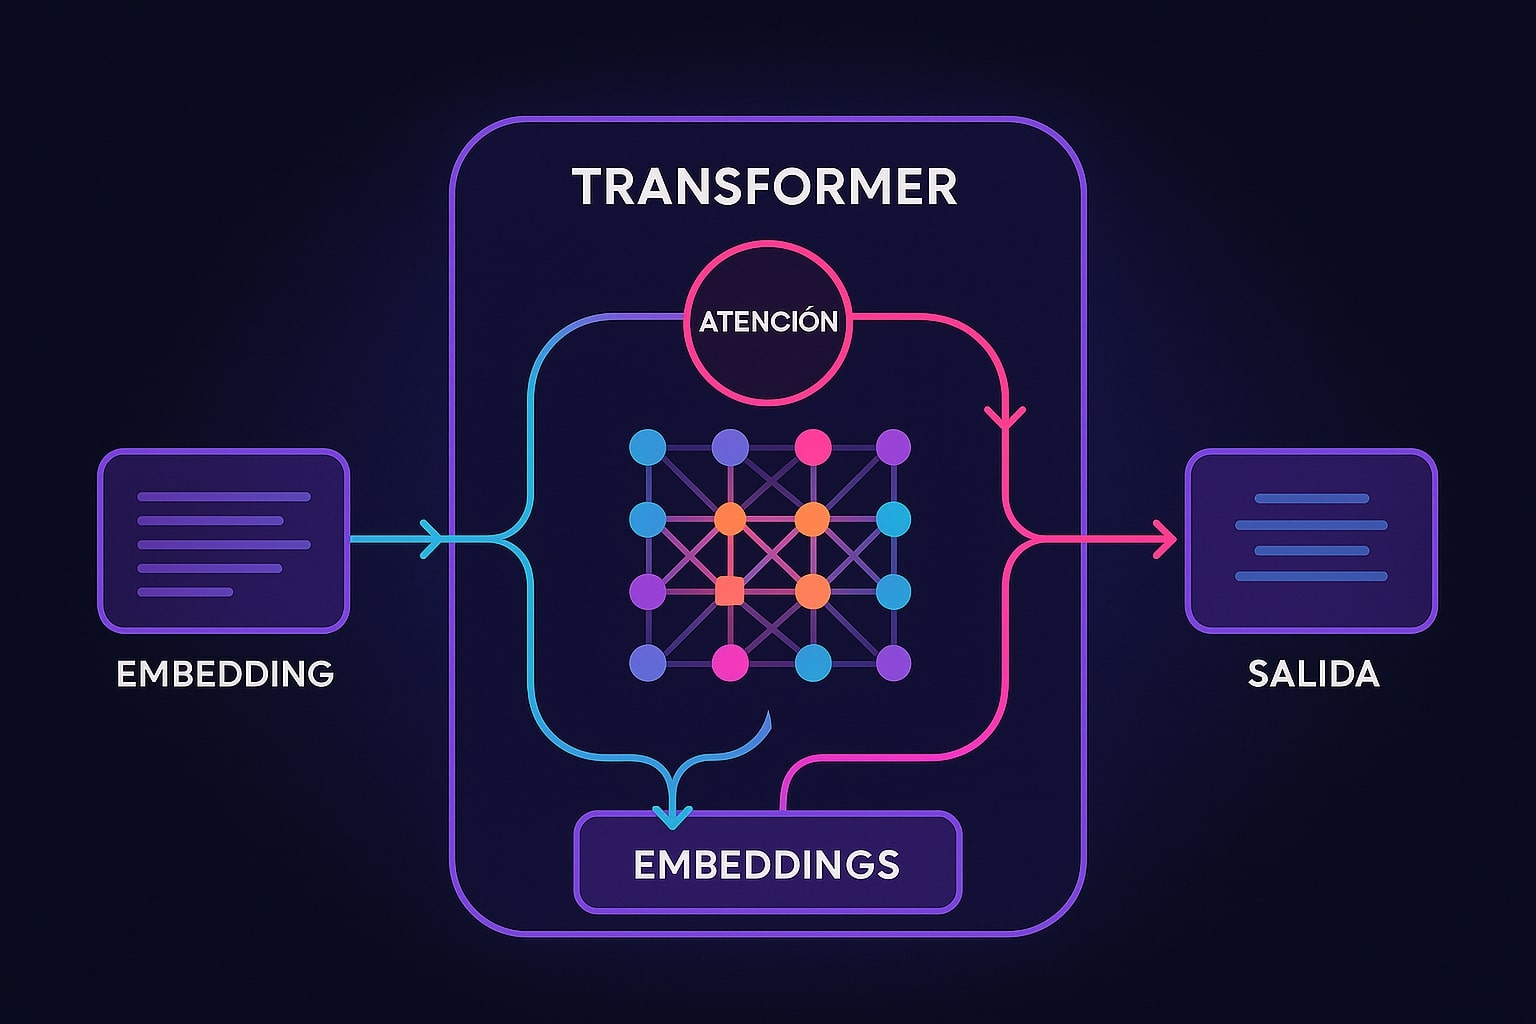 TRANSFORMER
ATENCIÓN
EMBEDDING
SALIDA
EMBEDDINGS